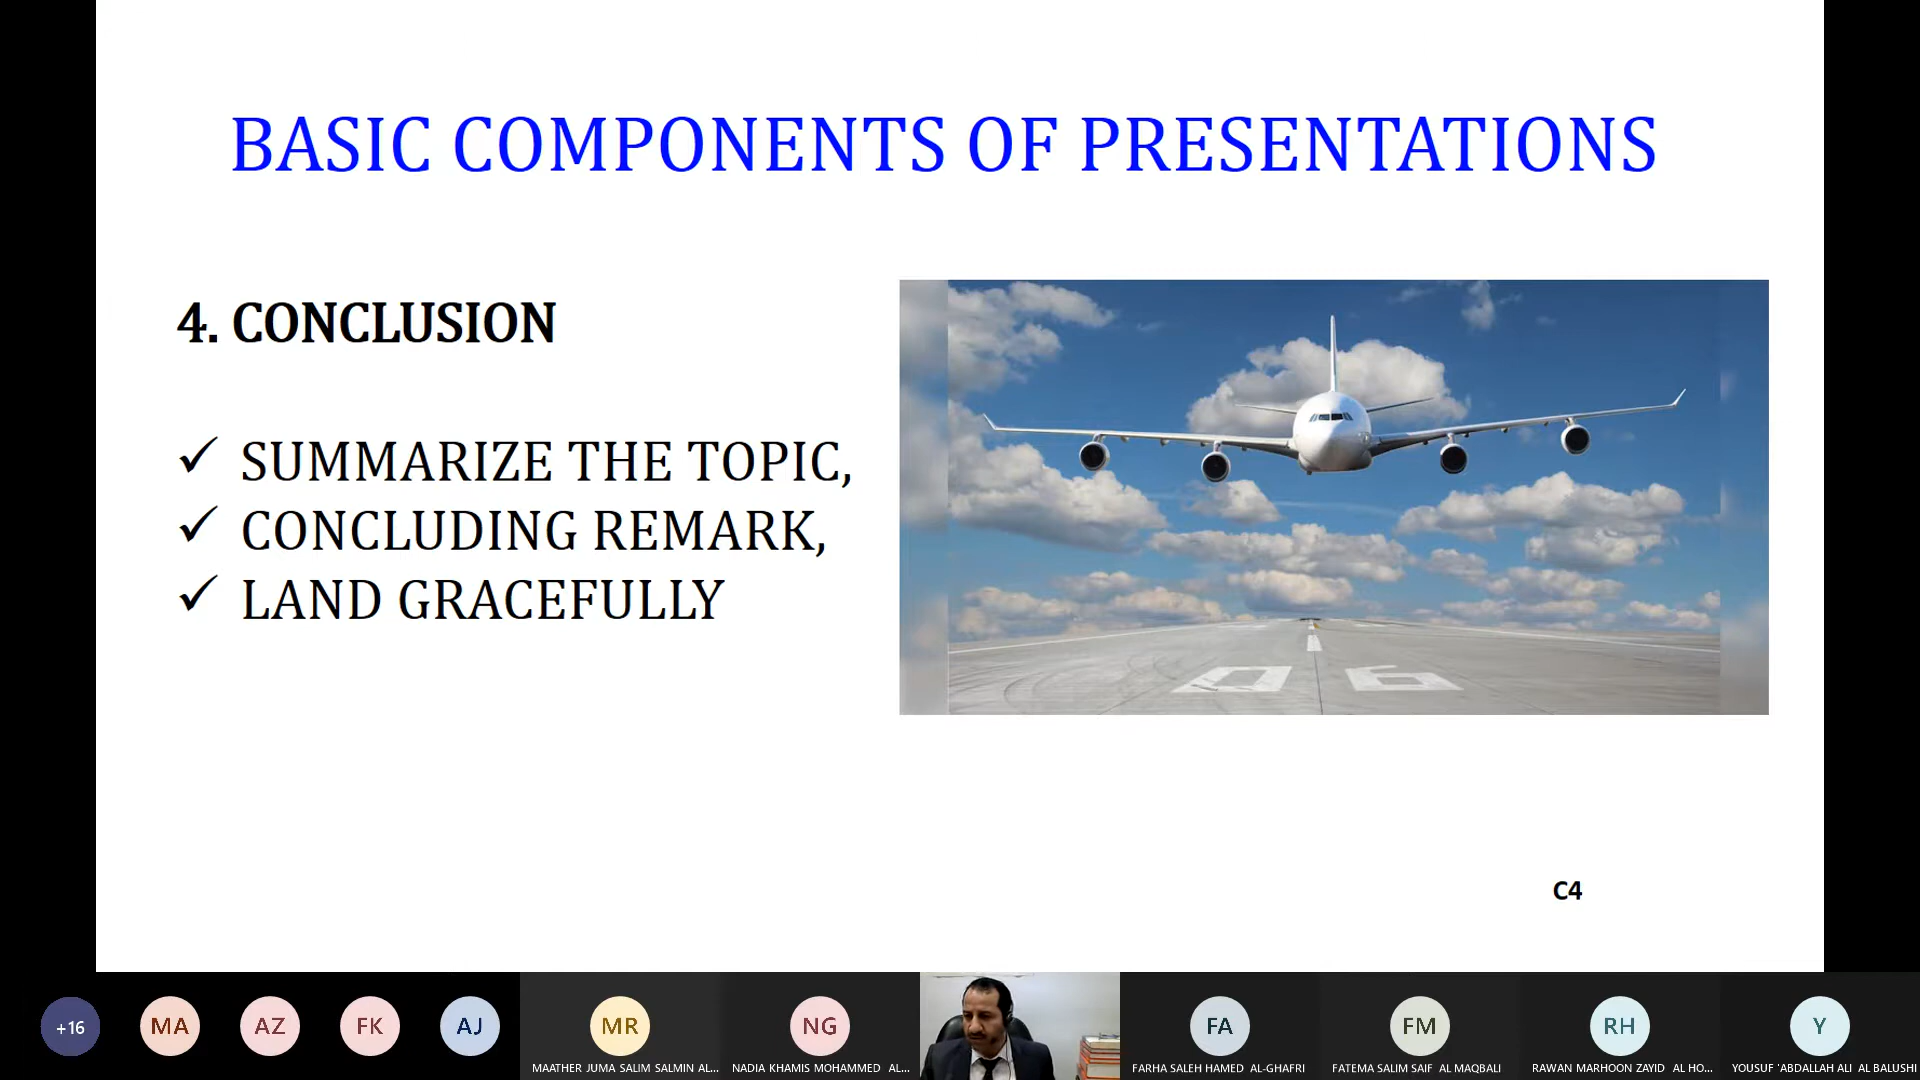 BASIC COMPONENTS OF PRESENTATIONS
4. CONCLUSION
✓ SUMMARIZE THE TOPIC,
✓ CONCLUDING REMARK,
✓ LAND GRACEFULLY
06
C4
+16
MA
AZ
FK
AJ
MR
NG
FA
FM
RH
Y
MAATHER JUMA SALIM SALMIN AL...
NADIA KHAMIS MOHAMMED AL...
FARHA SALEH HAMED AL-GHAFRI
FATEMA SALIM SAIF AL MAQBALI
RAWAN MARHOON ZAYID AL HO...
YOUSUF 'ABDALLAH ALI AL BALUSHI